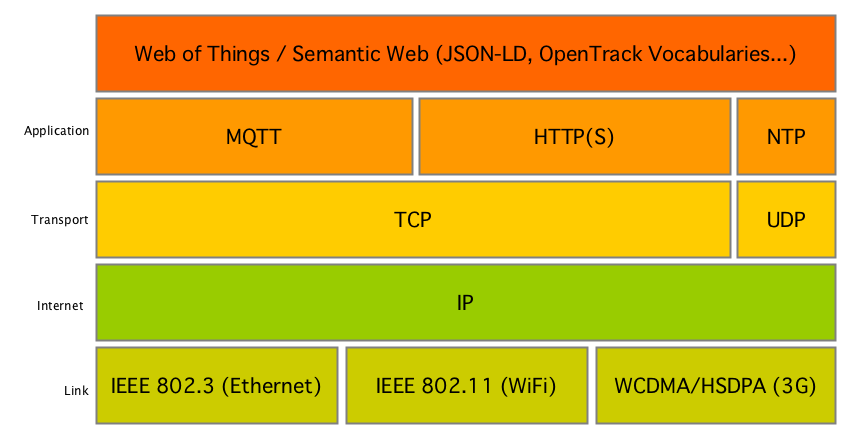 Web of Things / Semantic Web (JSON-LD, OpenTrack Vocabularies...)
Application
MQTT
HTTP(S)
NTP
Transport
TCP
UDP
Internet
IP
Link
IEEE 802.3 (Ethernet)
IEEE 802.11 (WiFi)
WCDMA/HSDPA (3G)